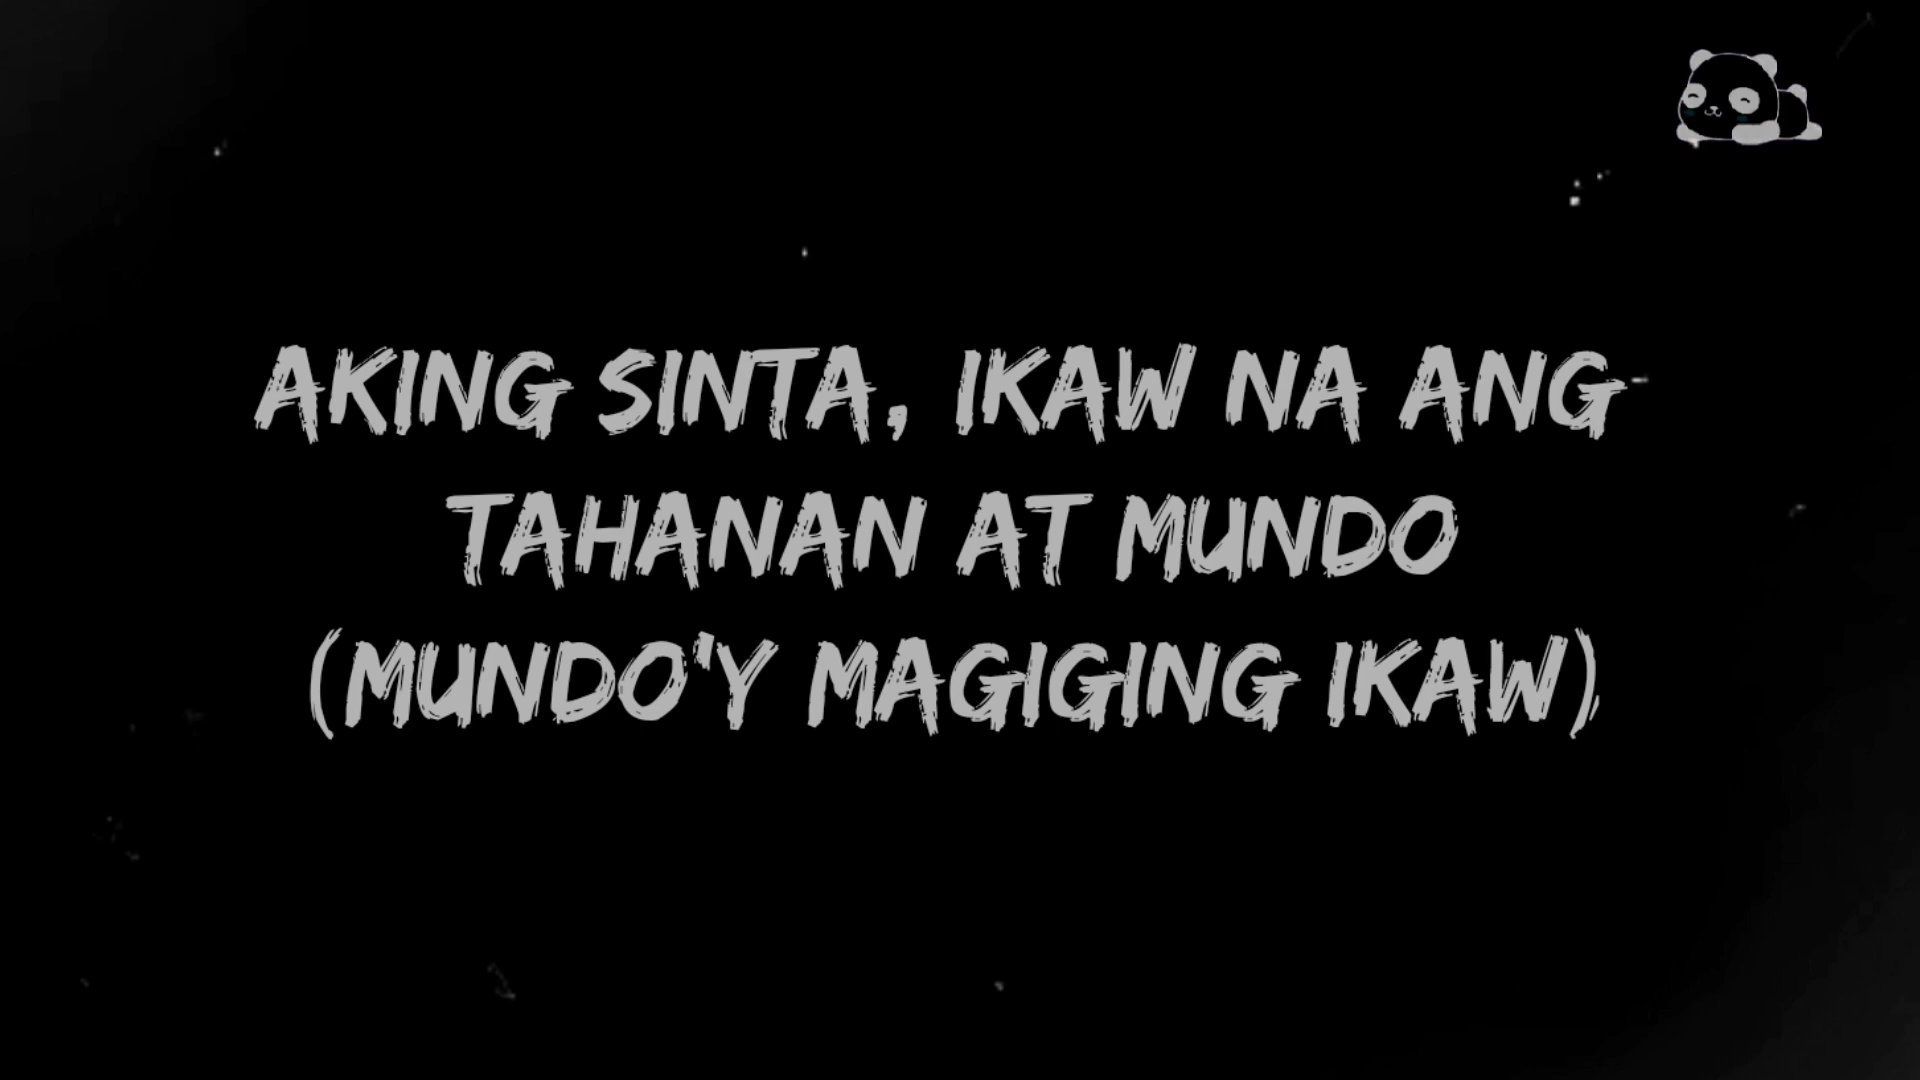 AKING SINTA, IKAW NA ANG
TAHANAN AT MUNDO
(MUNDO'Y MAGIGING IKAW)